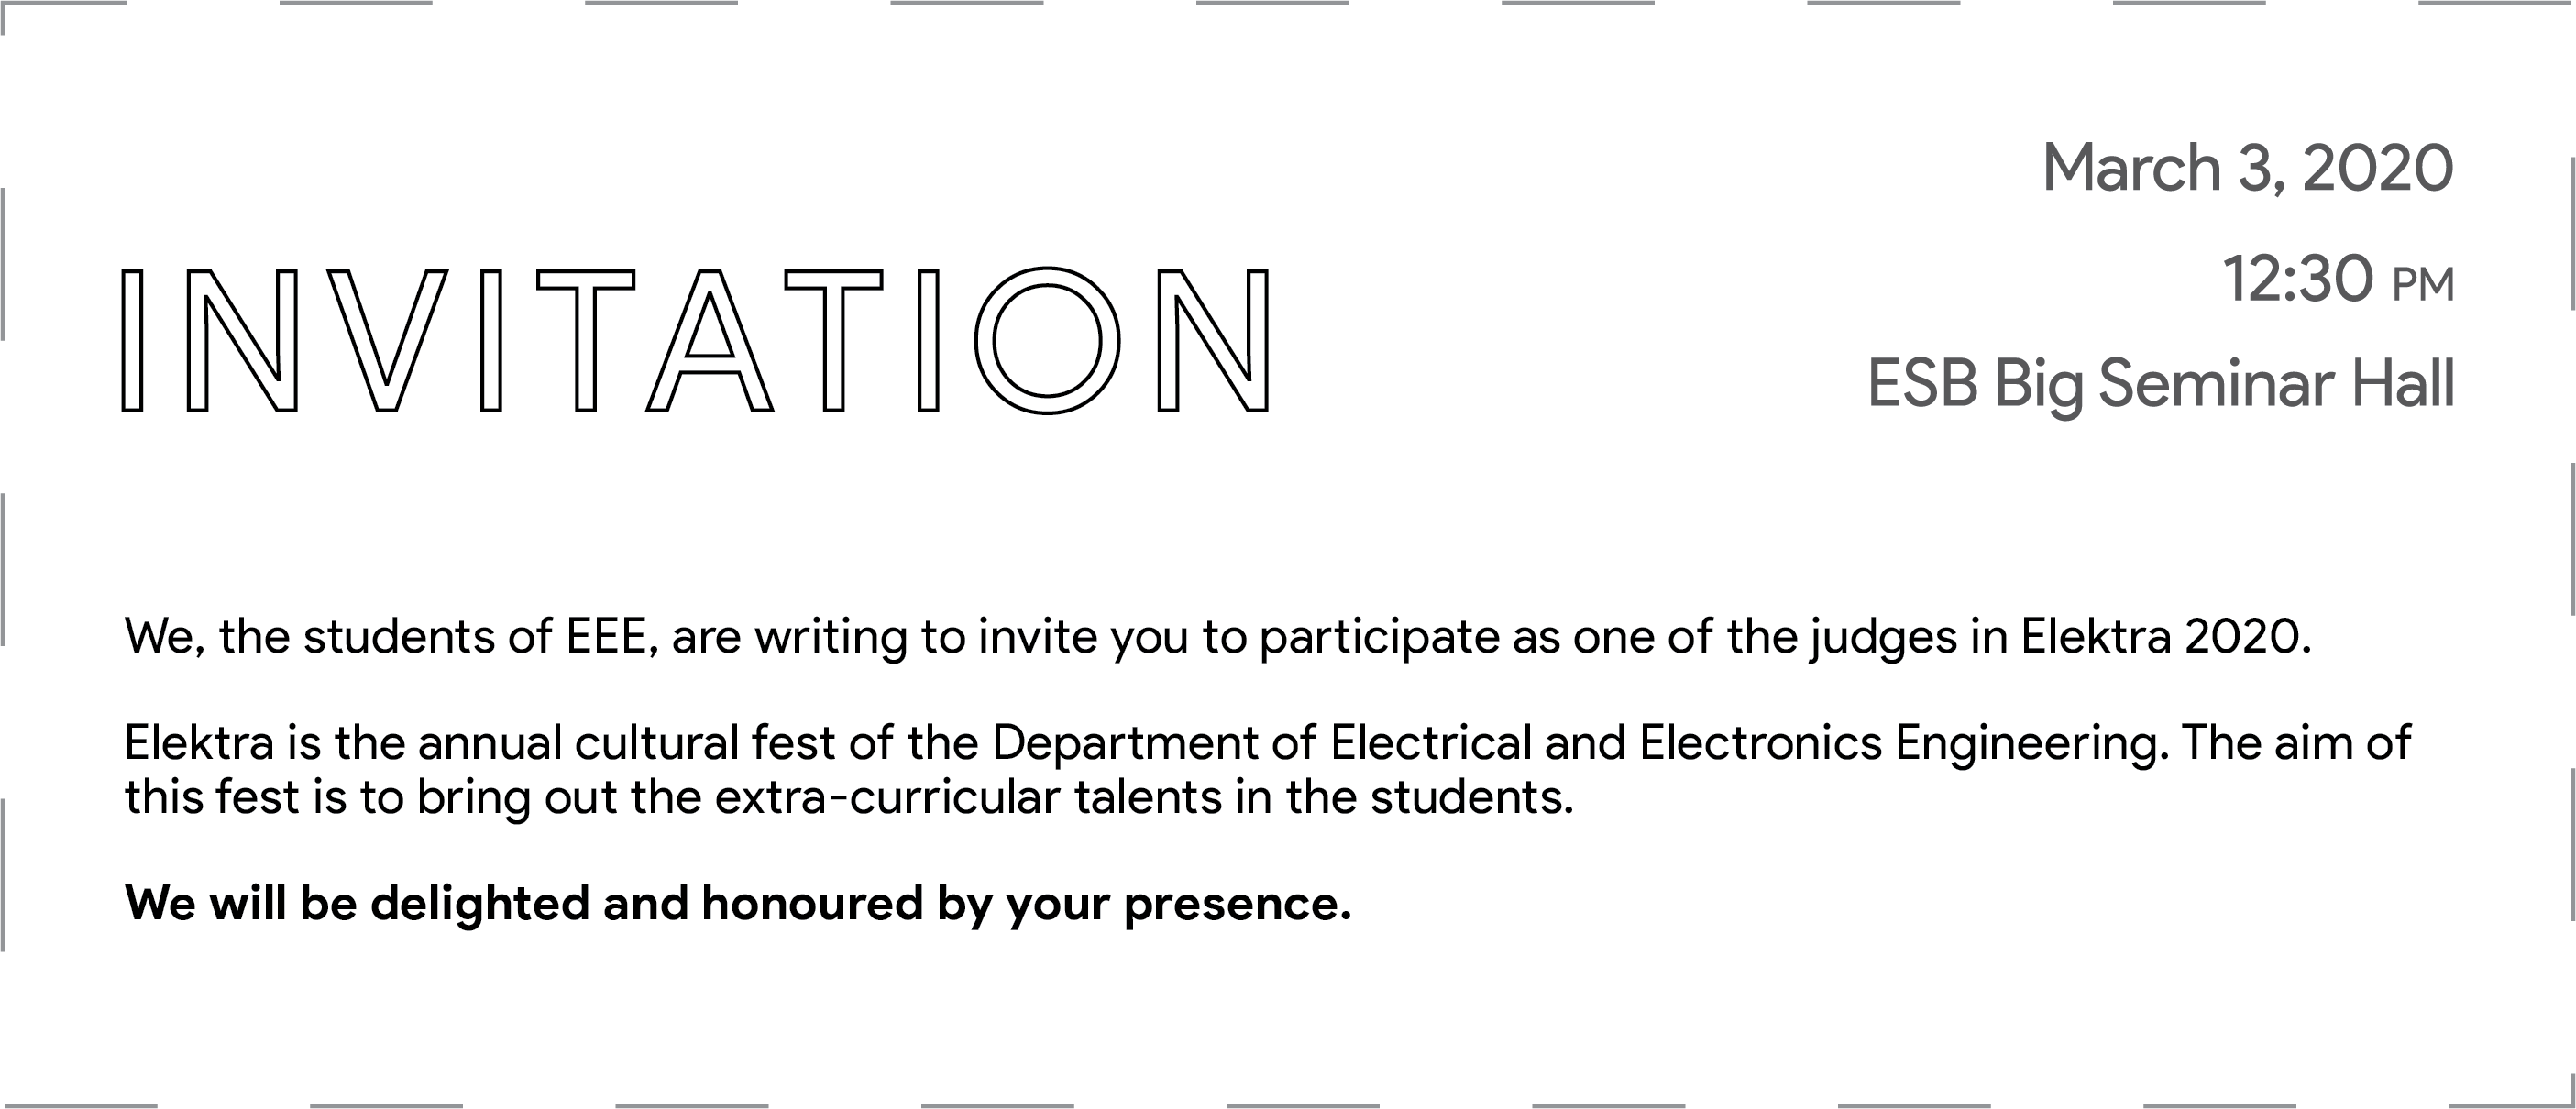 INVITATION
March 3, 2020
12:30 PM
ESB Big Seminar Hall
We, the students of EEE, are writing to invite you to participate as one of the judges in Elektra 2020.
Elektra is the annual cultural fest of the Department of Electrical and Electronics Engineering. The aim of
this fest is to bring out the extra-curricular talents in the students.
We will be delighted and honoured by your presence.